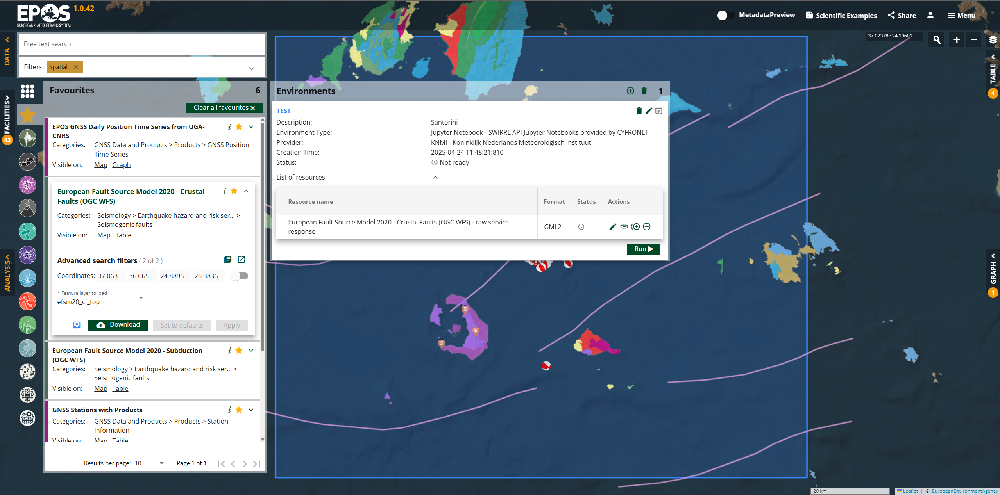 EPOS 1.0.42
EUROPEAN PLATE OBSERVING SYSTEM
MetadataPreview
Scientific Examples
Share
Menu
DATA
Free text search
Filters Spatial
37.07378 : 24.19601
TABLE
4
FACILITIES
42
Favourites 6
Clear all favourites
EPOS GNSS Daily Position Time Series from UGA-
CNRS
Categories: GNSS Data and Products > Products > GNSS Position
Time Series
Visible on: Map Graph
European Fault Source Model 2020 - Crustal
Faults (OGC WFS)
Categories: Seismology > Earthquake hazard and risk ser... >
Seismogenic faults
Visible on: Map Table
Advanced search filters ( 2 of 2 )
Coordinates: 37.063 36.065 24.8895 26.3836
* Feature layer to load
efsm20_cf_top
Download Set to defaults Apply
European Fault Source Model 2020 - Subduction
(OGC WFS)
Categories: Seismology > Earthquake hazard and risk ser... >
Seismogenic faults
Visible on: Map Table
GNSS Stations with Products
Categories: GNSS Data and Products > Products > Station
Information
Visible on: Map Table
Results per page: 10 Page 1 of 1
ANALYSIS
Environments 1
TEST
Description: Santorini
Environment Type: Jupyter Notebook - SWIRRL API Jupyter Notebooks provided by CYFRONET
Provider: KNMI - Koninklijk Nederlands Meteorologisch Instituut
Creation Time: 2025-04-24 11:48:21:810
Status: Not ready
List of resources:
Resource name Format Status Actions
European Fault Source Model 2020 - Crustal Faults (OGC WFS) - raw service
response
GML2
Run
S
S
S
GRAPH
1
20 km
Leaflet | © EuropeanEnvironmentAgency